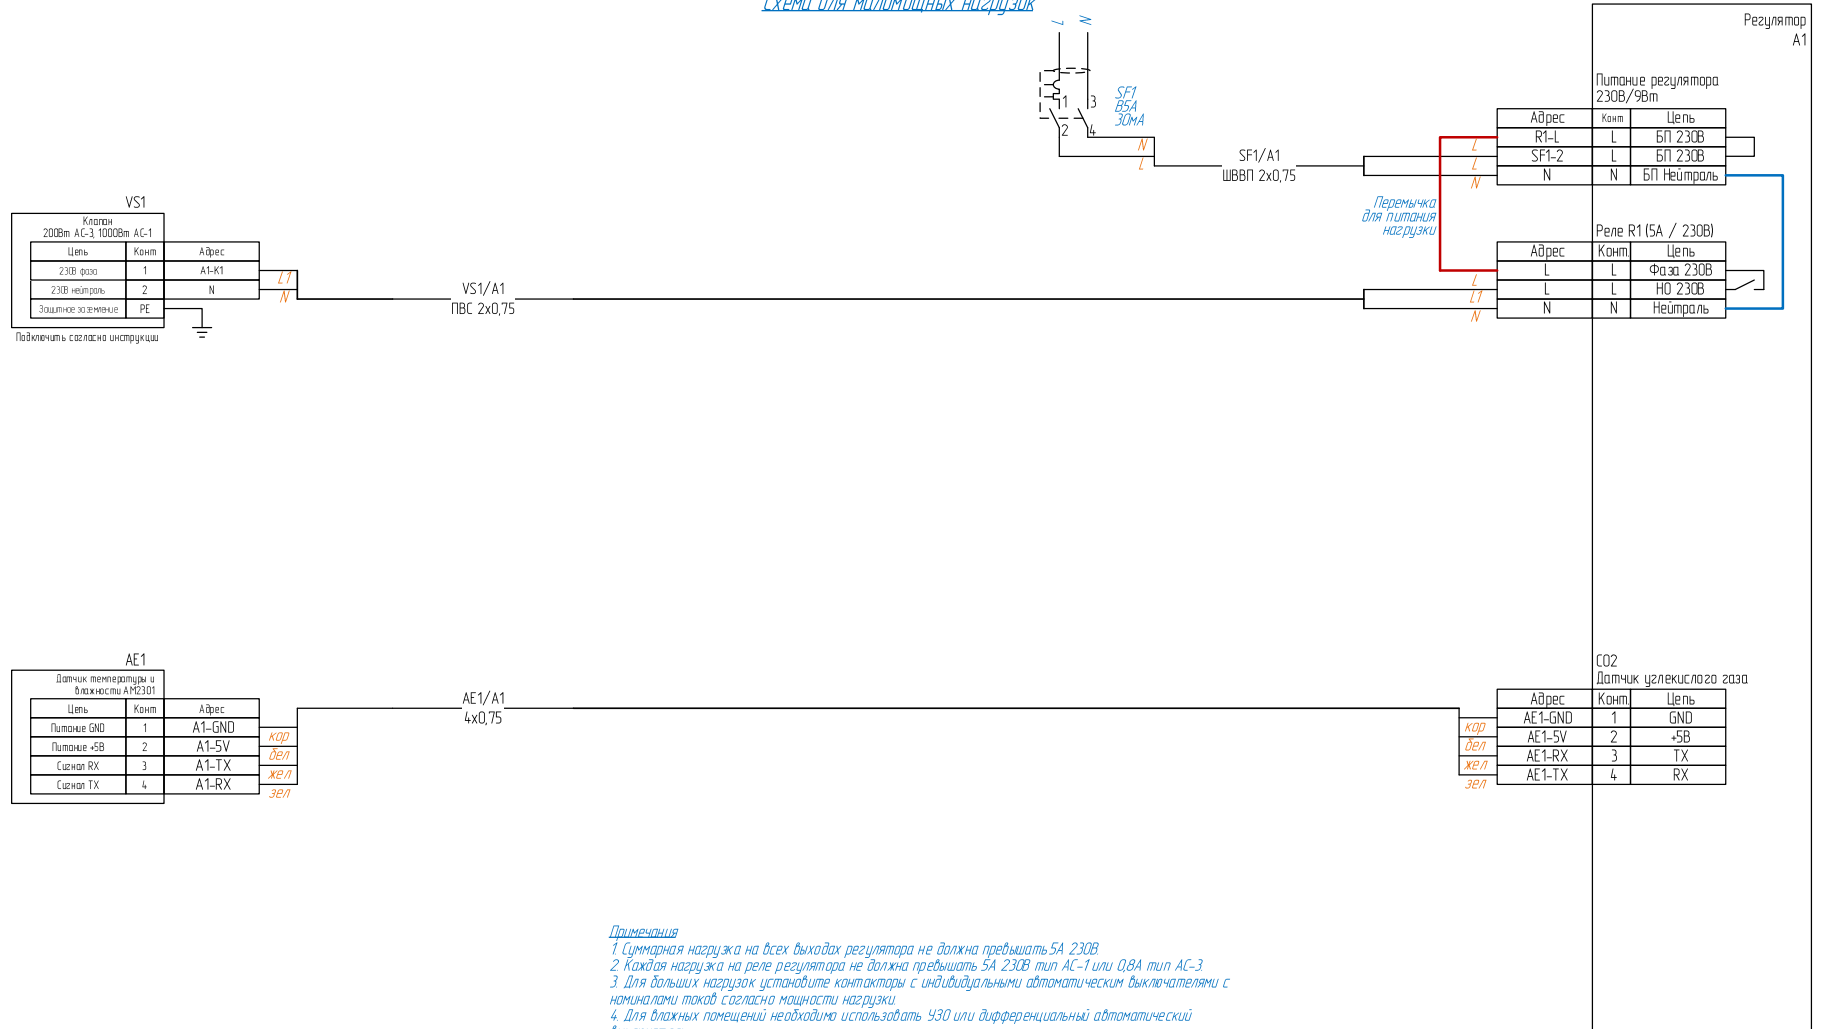 Схема для маломощных нагрузок
L N
Регулятор
A1
SF1
B5A
30мА
1 3
2 4
N
L
SF1/A1
ШВВП 2х0,75
Питание регулятора
230В/9Вт
Адрес Конт Цепь
R1-L L БП 230В
SF1-2 L БП 230В
N N БП Нейтраль
L
L
N
Перемычка
для питания
нагрузки
Реле R1 (5А / 230В)
Адрес Конт. Цепь
L L Фаза 230В
L L НО 230В
N N Нейтраль
L
L1
N
VS1
Клапан
200Вт АС-3, 1000Вт АС-1
Цепь Конт Адрес
230В фаза 1 A1-K1
230В нейтраль 2 N
Защитное заземление PE
L1
N
Подключить согласно инструкции
VS1/A1
ПВС 2х0,75
AE1
Датчик температуры и
влажности AM2301
Цепь Конт Адрес
Питание GND 1 A1-GND
Питание +5В 2 A1-5V
Сигнал RX 3 A1-TX
Сигнал TX 4 A1-RX
кор
бел
жел
зел
AE1/A1
4х0,75
CO2
Датчик углекислого газа
Адрес Конт. Цепь
AE1-GND 1 GND
AE1-5V 2 +5В
AE1-RX 3 TX
AE1-TX 4 RX
кор
бел
жел
зел
Примечания
1. Суммарная нагрузка на всех выходах регулятора не должна превышать 5А 230В.
2. Каждая нагрузка на реле регулятора не должна превышать 5А 230В тип АС-1 или 0,8А тип АС-3.
3. Для больших нагрузок установите контакторы с индивидуальными автоматическим выключателями с
номиналами токов согласно мощности нагрузки.
4. Для влажных помещений необходимо использовать УЗО или дифференциальный автоматический